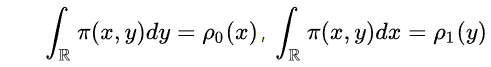 ∫_ℝ π(x, y)dy = ρ₀(x), ∫_ℝ π(x, y)dx = ρ₁(y)